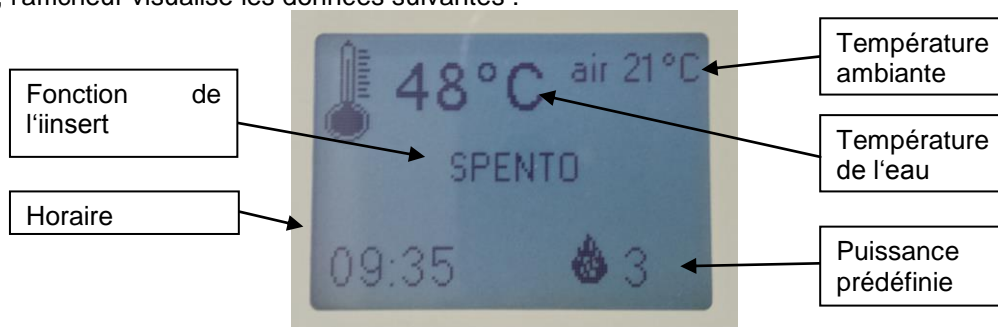 , l'afficheur visualise les données suivantes :
Fonction de
l‘iinsert
Horaire
48°C air 21°C
SPENTO
09:35 3
Température
ambiante
Température
de l‘eau
Puissance
prédéfinie